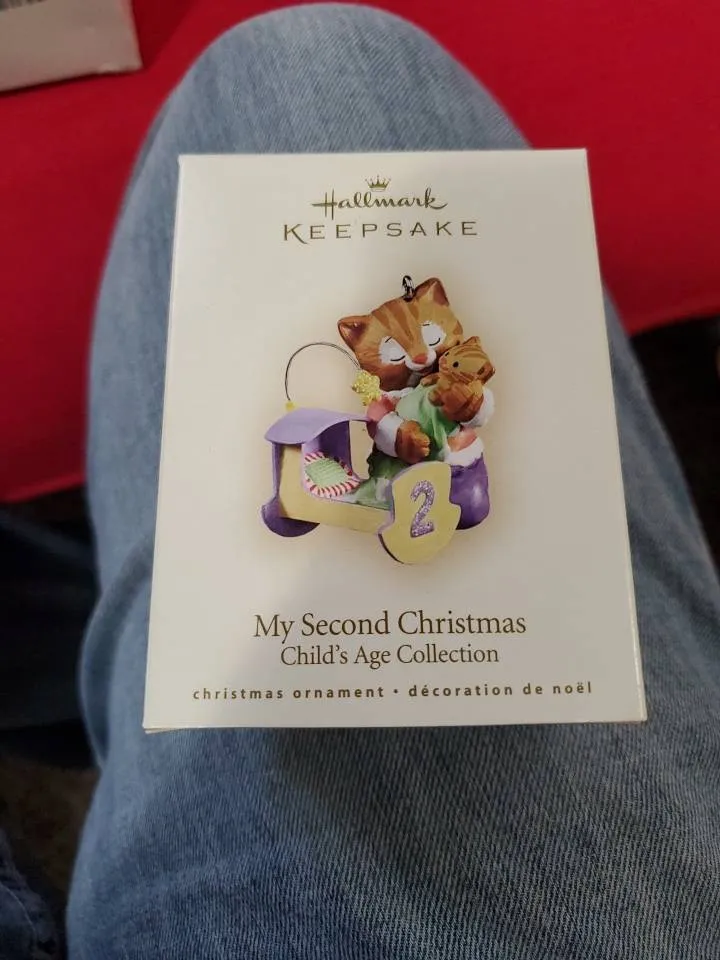 Hallmark
KEEPSAKE
2
My Second Christmas
Child's Age Collection
christmas ornament • décoration de noël